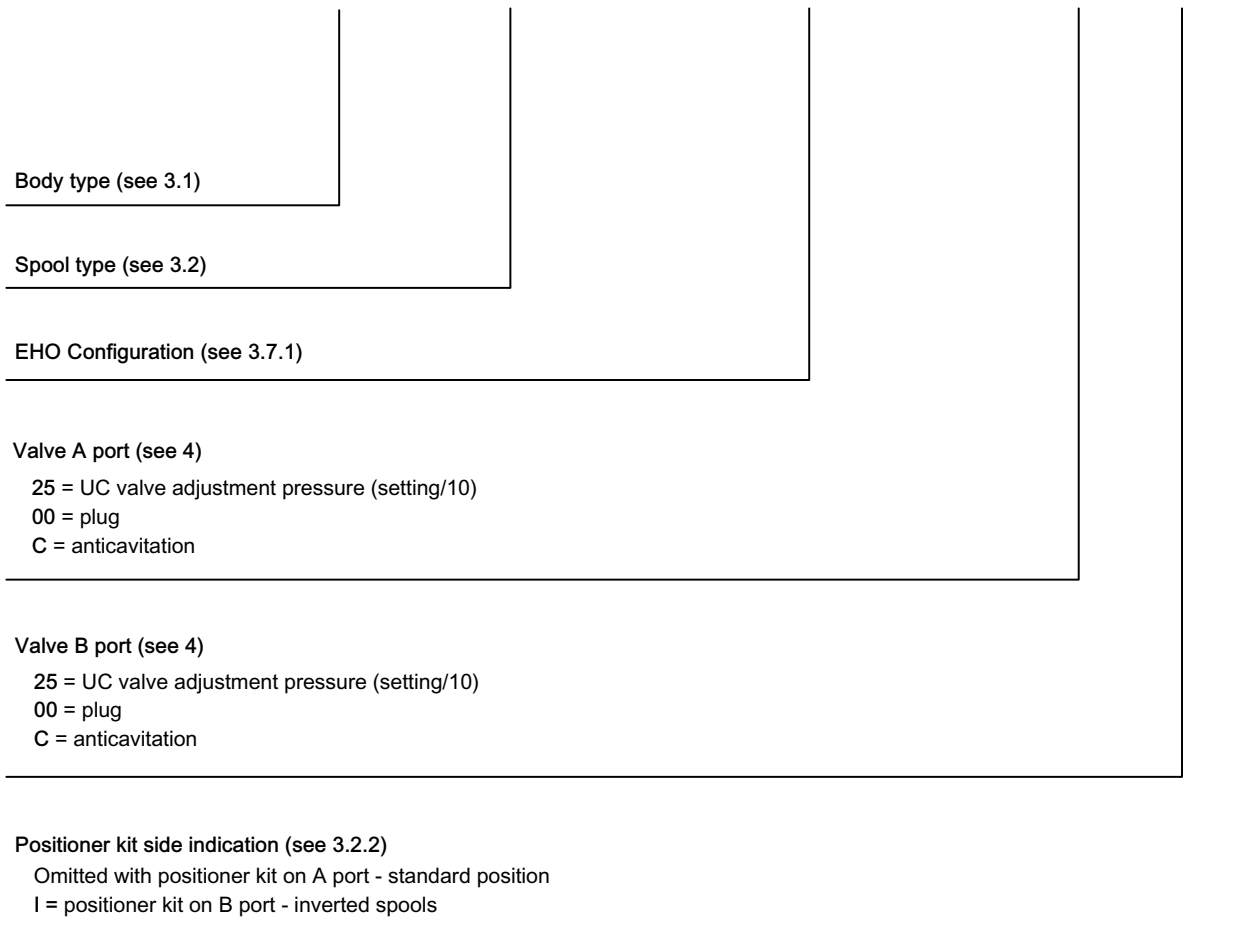 Body type (see 3.1)
Spool type (see 3.2)
EHO Configuration (see 3.7.1)
Valve A port (see 4)
25 = UC valve adjustment pressure (setting/10)
00 = plug
C = anticavitation
Valve B port (see 4)
25 = UC valve adjustment pressure (setting/10)
00 = plug
C = anticavitation
Positioner kit side indication (see 3.2.2)
Omitted with positioner kit on A port - standard position
I = positioner kit on B port - inverted spools